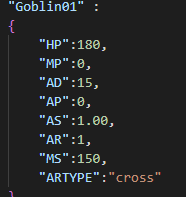 "Goblin01" :
{
"HP":180,
"MP":0,
"AD":15,
"AP":0,
"AS":1.00,
"AR":1,
"MS":150,
"ARTYPE":"cross"
}